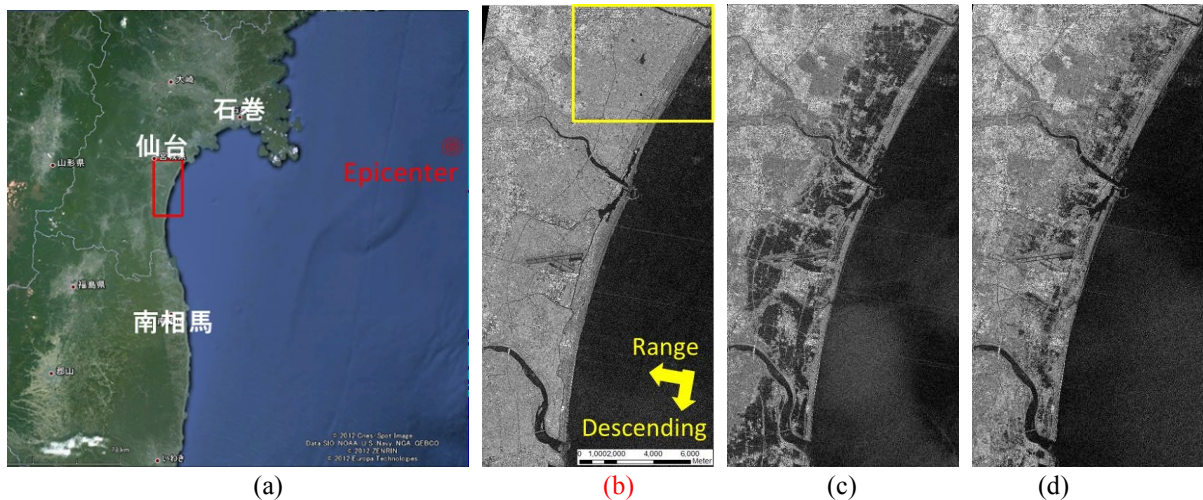 大崎
石巻
仙台
山形県
Epicenter
福島県
南相馬
郡山
いわき
© 2012 Cnes/Spot Image
Data SIO, NOAA, U.S. Navy, NGA, GEBCO
© 2012 ZENRIN
© 2012 Europa Technologies
Range
Descending
0 1,0002,000 4,000 6,000
Meter
(a)
(b)
(c)
(d)